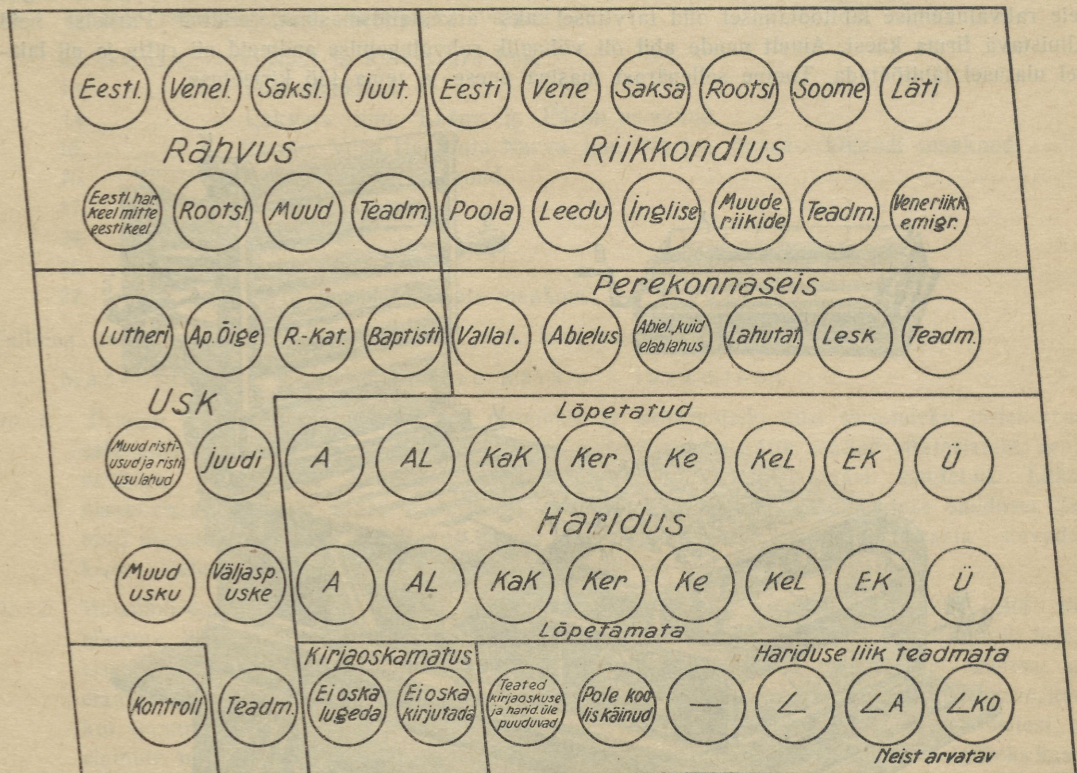 Eestl. Venel. Saksl. Juut. Eesti Vene Saksa Rootsi Soome Läti
Rahvus Riikkondlus
Eestl. har. keel mitte eesti keel Rootsl. Muud Teadm. Poola Leedu Inglise Muude riikide Teadm. Vene riikk emigr.
Perekonnaseis
Lutheri Ap. Õige R.-Kat. Baptisti Vallal. Abielus Abiel., kuid elab lahus Lahutat. Lesk Teadm.
Usk
Lõpetatud
Muud risti-usud ja risti usu lahud Juudi A AL KaK Ker Ke KeL EK Ü
Haridus
Muud usku Väljasp. uske A AL KaK Ker Ke KeL EK Ü
Lõpetamata
Kirjaoskamatus Hariduse liik teadmata
Kontroll Teadm. Ei oska lugeda Ei oska kirjutada Teated kirjaoskuse ja harid. üle puuduvad Pole koo lis käinud — ∠ ∠A ∠KO
Neist arvatav